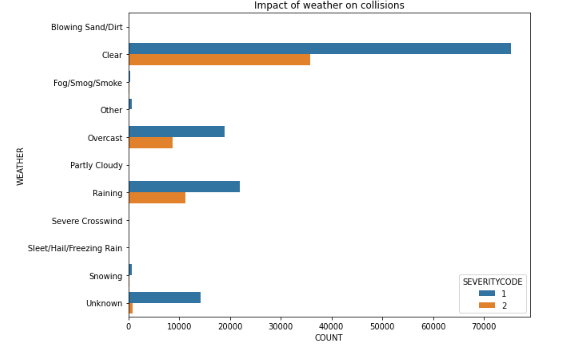 Impact of weather on collisions
WEATHER
Blowing Sand/Dirt
Clear
Fog/Smog/Smoke
Other
Overcast
Partly Cloudy
Raining
Severe Crosswind
Sleet/Hail/Freezing Rain
Snowing
Unknown
SEVERITYCODE
1
2
0 10000 20000 30000 40000 50000 60000 70000
COUNT